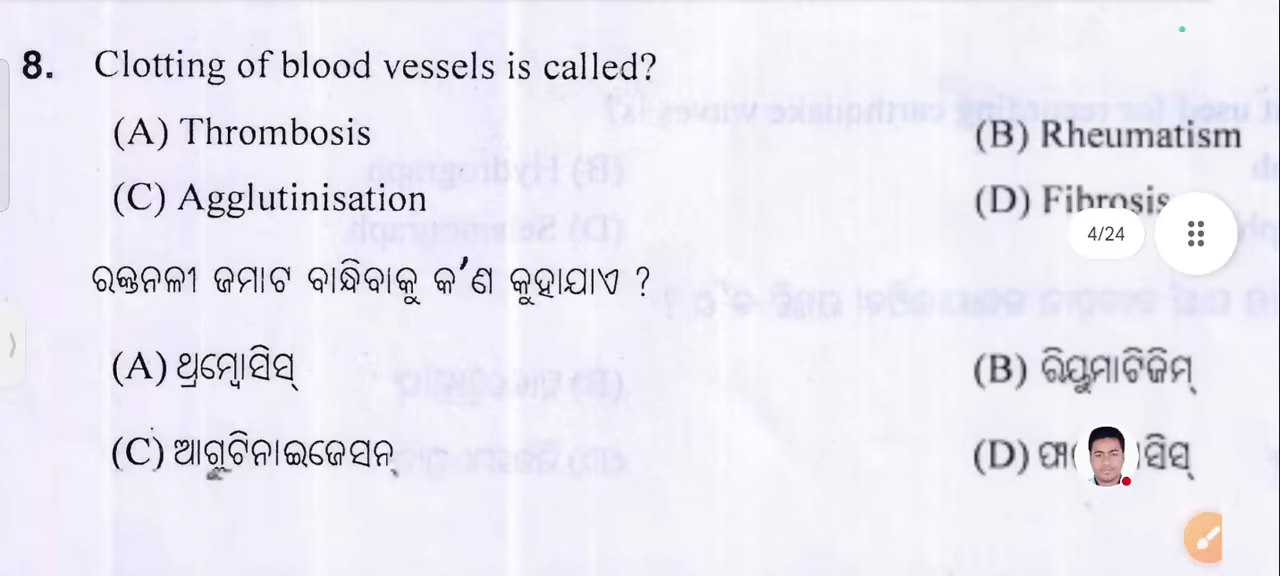 8. Clotting of blood vessels is called?
(A) Thrombosis (B) Rheumatism
(C) Agglutinisation (D) Fibrosis
4/24
ରକ୍ତନଳୀ ଜମାଟ ବାନ୍ଧିବାକୁ କ'ଣ କୁହାଯାଏ ?
(A) ଥ୍ରମ୍ବୋସିସ୍ (B) ରିୟୁମାଟିଜିମ୍
(C) ଆଗ୍ଲୁଟିନାଇଜେସନ୍ (D)